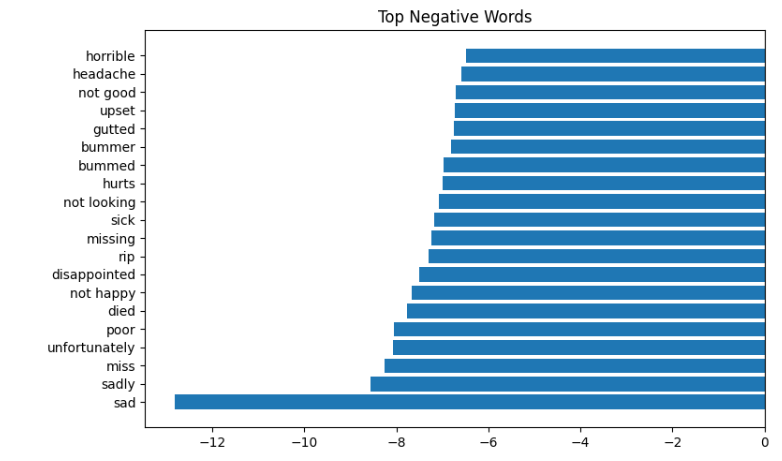 Top Negative Words
horrible
headache
not good
upset
gutted
bummer
bummed
hurts
not looking
sick
missing
rip
disappointed
not happy
died
poor
unfortunately
miss
sadly
sad
−12 −10 −8 −6 −4 −2 0